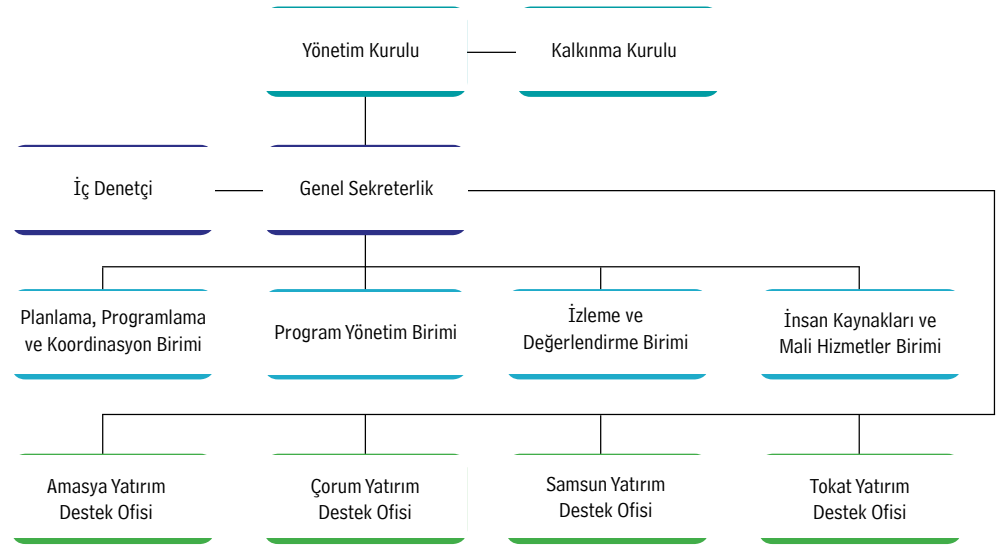 Yönetim Kurulu
Kalkınma Kurulu
İç Denetçi
Genel Sekreterlik
Planlama, Programlama
ve Koordinasyon Birimi
Program Yönetim Birimi
İzleme ve
Değerlendirme Birimi
İnsan Kaynakları ve
Mali Hizmetler Birimi
Amasya Yatırım
Destek Ofisi
Çorum Yatırım
Destek Ofisi
Samsun Yatırım
Destek Ofisi
Tokat Yatırım
Destek Ofisi